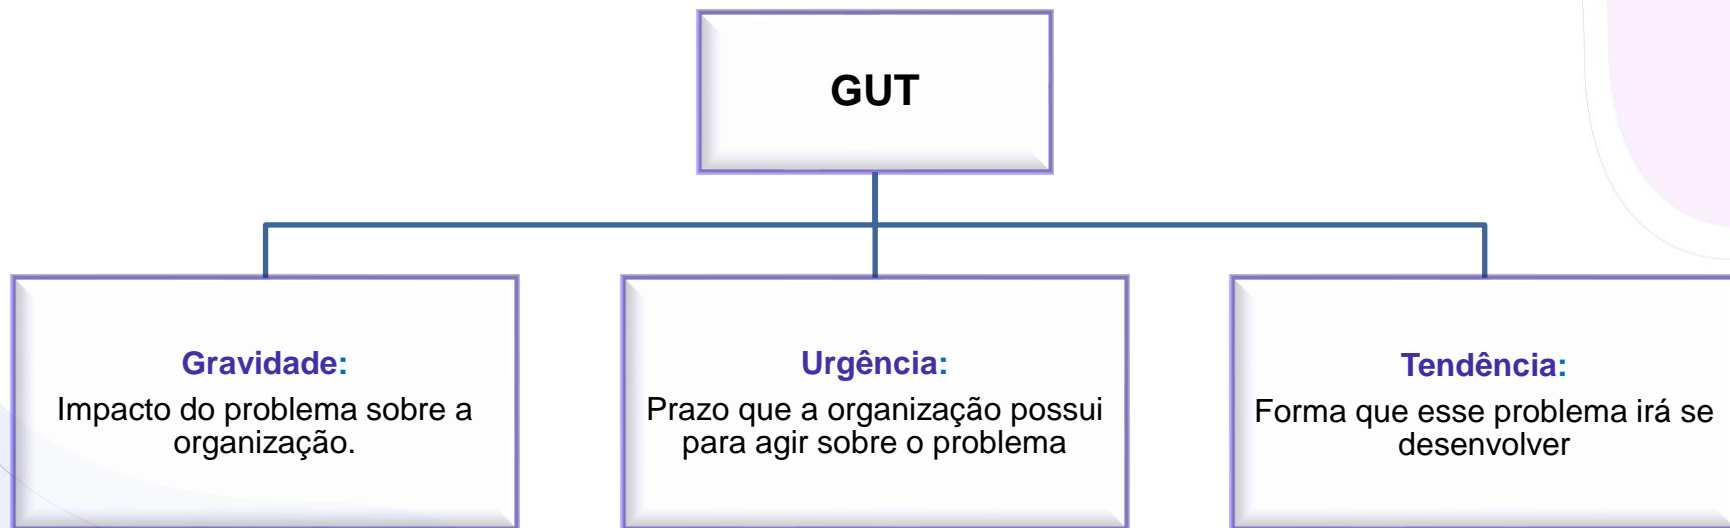 GUT
Gravidade:
Impacto do problema sobre a
organização.
Urgência:
Prazo que a organização possui
para agir sobre o problema
Tendência:
Forma que esse problema irá se
desenvolver